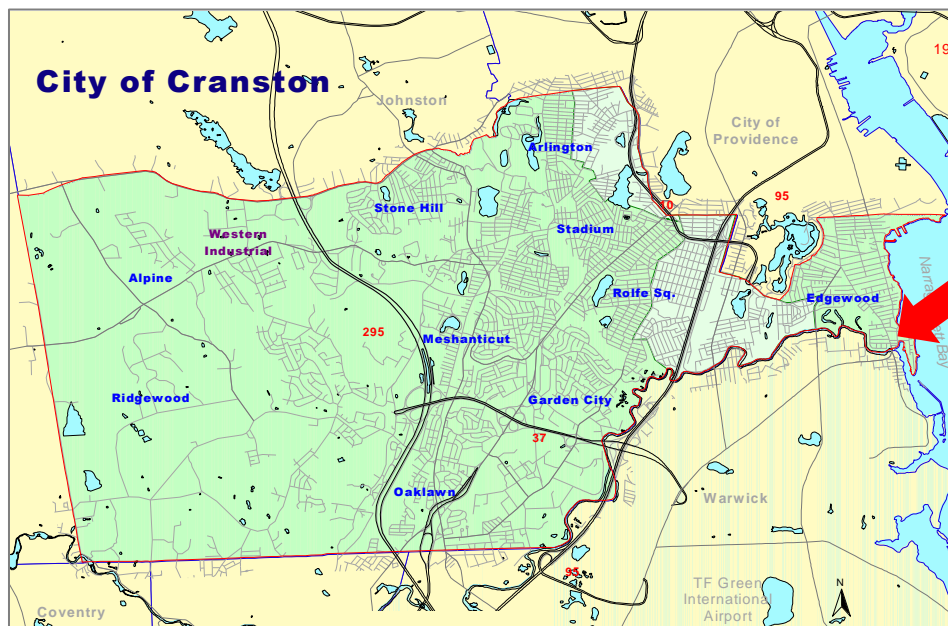 City of Cranston
Johnston
19
City of
Providence
Arlington
95
10
Stone Hill
Stadium
Western
Industrial
Alpine
Rolfe Sq.
Edgewood
295
Meshanticut
Ridgewood
Garden City
37
Oaklawn
Warwick
95
TF Green
International
Airport
N
Coventry